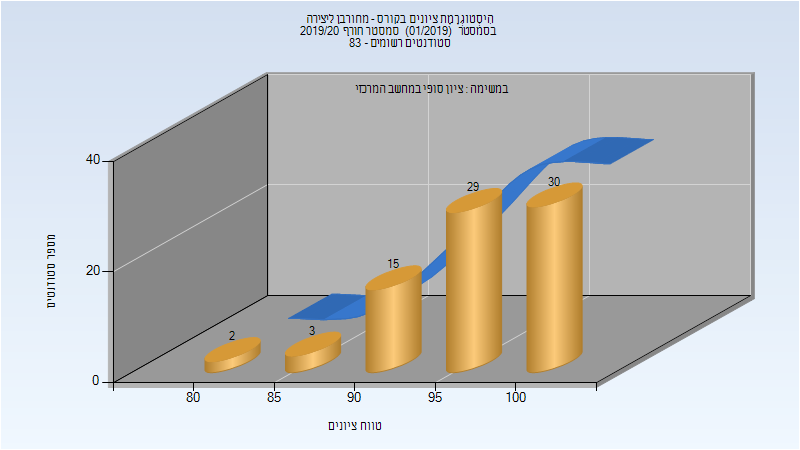 היסטוגרמת ציונים בקורס - מחורבן ליצירה
בסמסטר (01/2019) סמסטר חורף 2019/20
סטודנטים רשומים - 83
במשימה : ציון סופי במחשב המרכזי
מספר סטודנטים
40
20
0
2
3
15
29
30
80
85
90
95
100
טווח ציונים